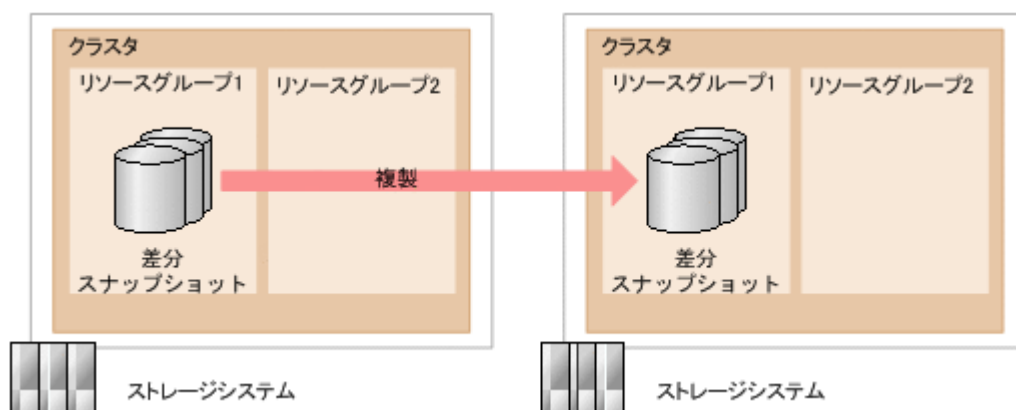 クラスタ
リソースグループ1
リソースグループ2
差分
スナップショット
複製
クラスタ
リソースグループ1
リソースグループ2
差分
スナップショット
ストレージシステム
ストレージシステム